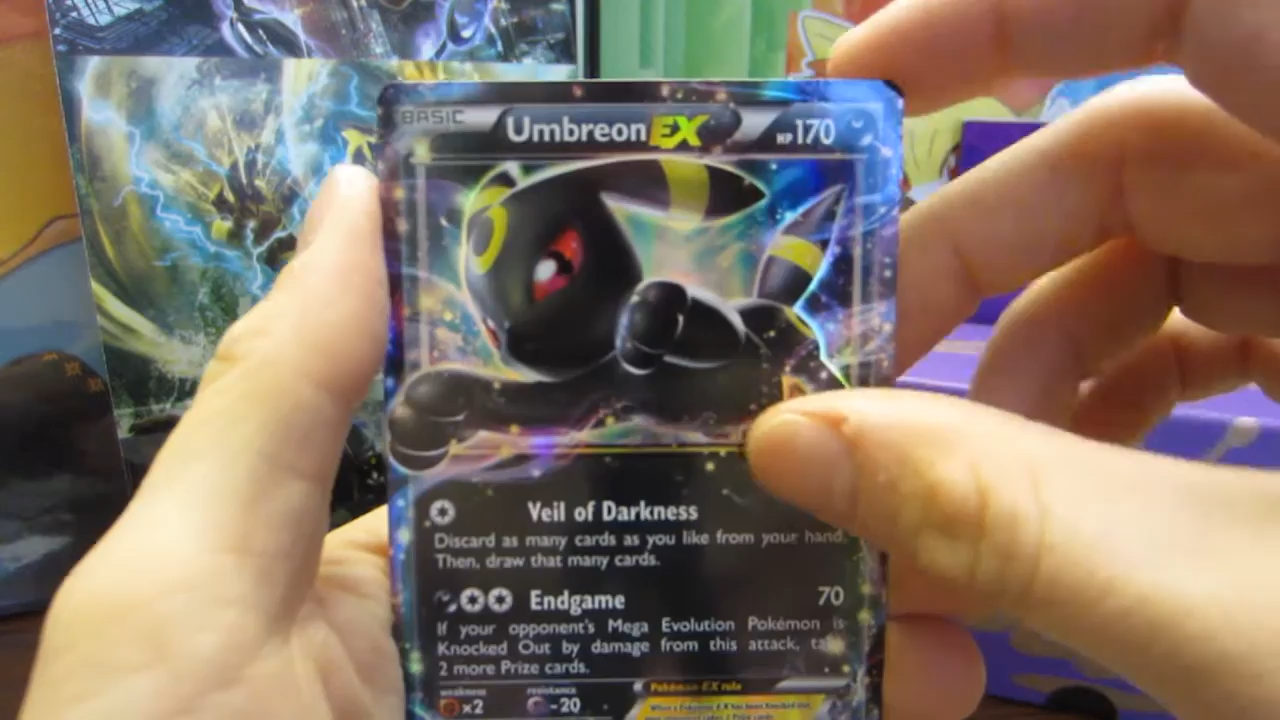 BASIC Umbreon EX HP 170
Veil of Darkness
Discard as many cards as you like from your hand.
Then, draw that many cards.
Endgame 70
If your opponent's Mega Evolution Pokémon is
Knocked Out by damage from this attack, take
2 more Prize cards.
weakness resistance Pokémon-EX rule
x2 -20